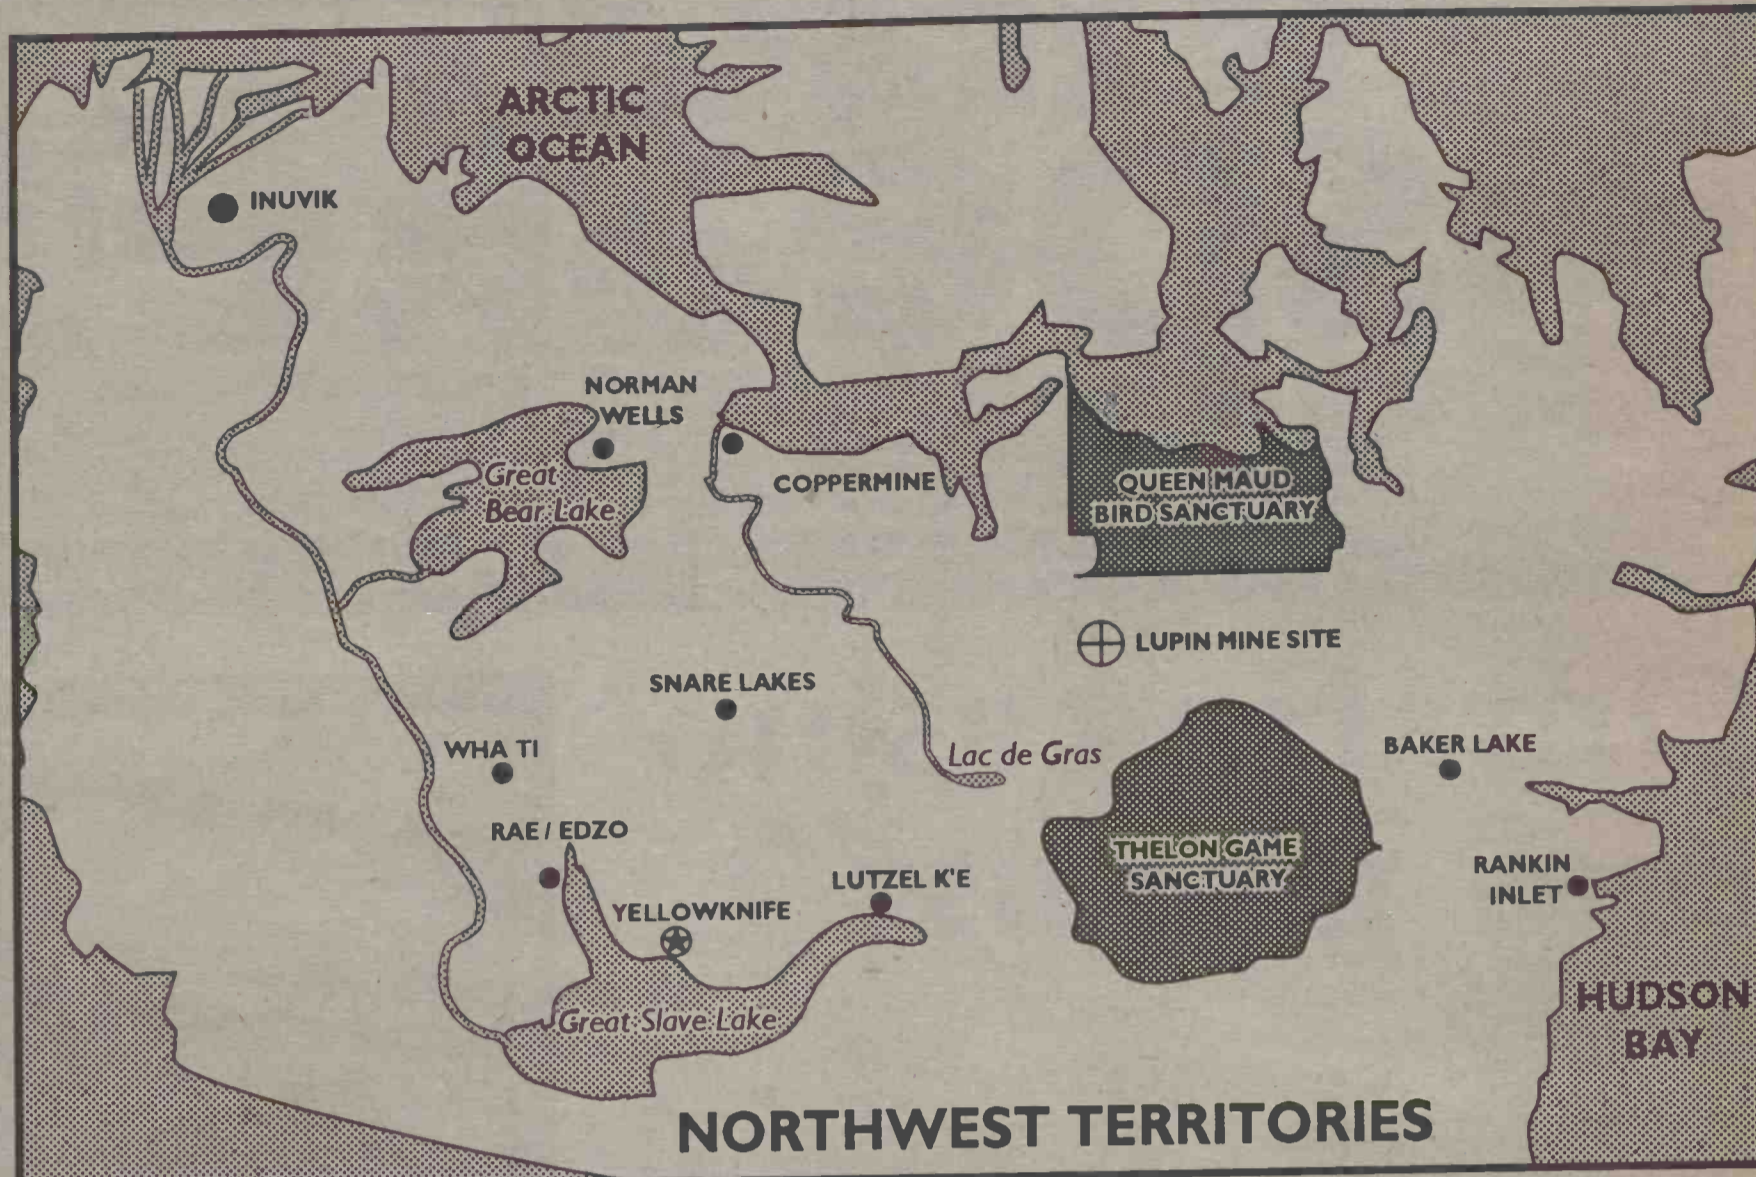 ARCTIC
OCEAN
INUVIK
NORMAN
WELLS
Great
Bear Lake
COPPERMINE
QUEEN MAUD
BIRD SANCTUARY
LUPIN MINE SITE
SNARE LAKES
WHA TI
Lac de Gras
BAKER LAKE
RAE / EDZO
THELON GAME
SANCTUARY
LUTZEL K'E
RANKIN
INLET
YELLOWKNIFE
Great Slave Lake
HUDSON
BAY
NORTHWEST TERRITORIES